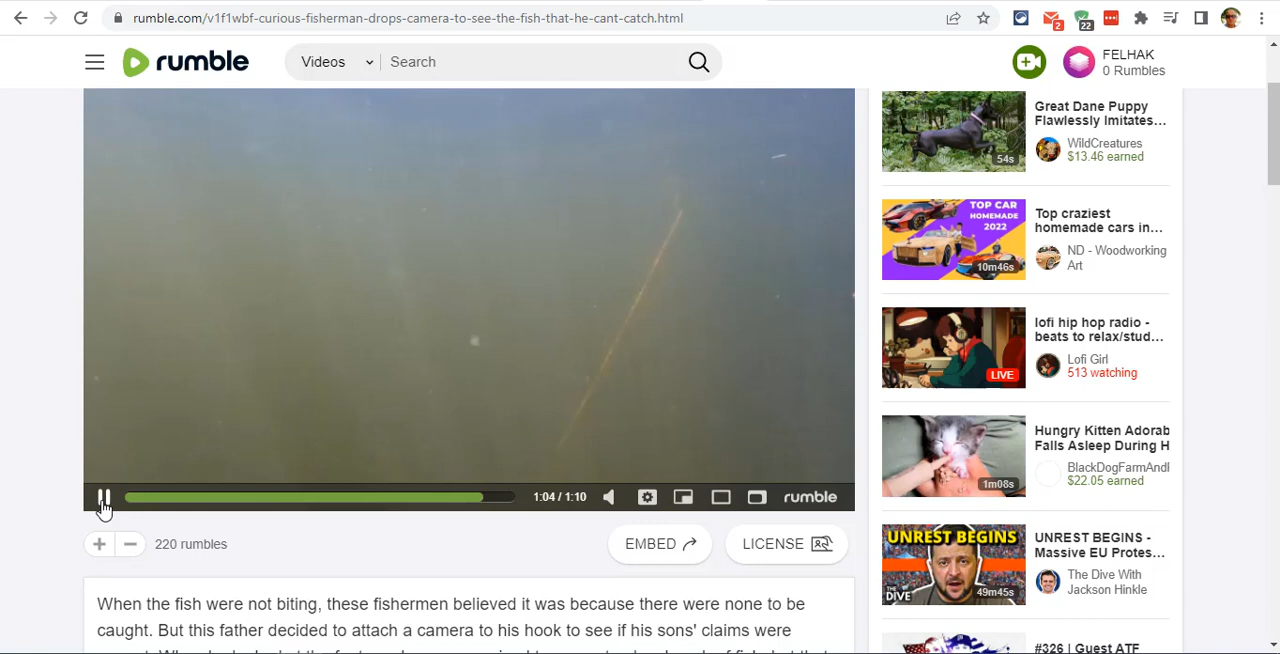 rumble.com/v1f1wbf-curious-fisherman-drops-camera-to-see-the-fish-that-he-cant-catch.html
2
22
rumble
Videos
Search
FELHAK
0 Rumbles
Great Dane Puppy
Flawlessly Imitates...
WildCreatures
$13.46 earned
54s
TOP CAR
HOMEMADE
2022
10m46s
Top craziest
homemade cars in...
ND - Woodworking
Art
LIVE
lofi hip hop radio -
beats to relax/stud...
Lofi Girl
513 watching
1m08s
Hungry Kitten Adorab
Falls Asleep During H
BlackDogFarmAndI
$22.05 earned
1:04 / 1:10
rumble
220 rumbles
EMBED
LICENSE
UNREST BEGINS
THE
DIVE
49m45s
UNREST BEGINS -
Massive EU Protes...
The Dive With
Jackson Hinkle
When the fish were not biting, these fishermen believed it was because there were none to be
caught. But this father decided to attach a camera to his hook to see if his sons' claims were
#326 | Guest ATF